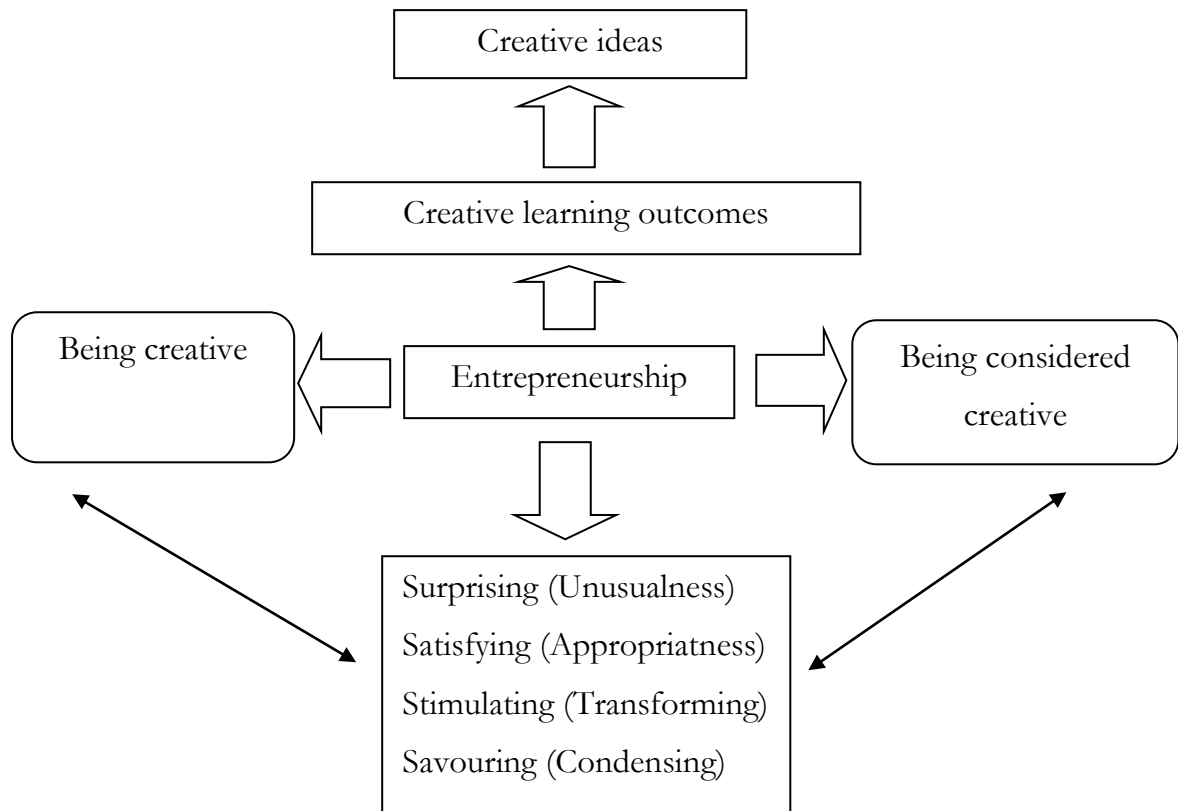 Creative ideas
Creative learning outcomes
Being creative
Entrepreneurship
Being considered
creative
Surprising (Unusualness)
Satisfying (Appropriatness)
Stimulating (Transforming)
Savouring (Condensing)